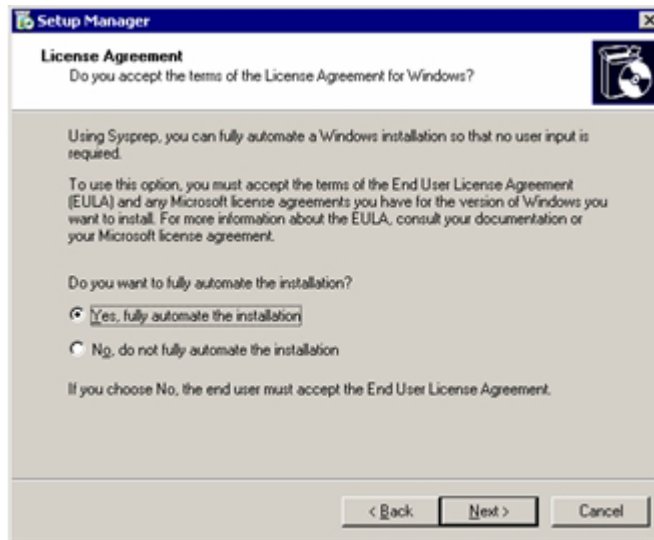 Setup Manager
License Agreement
Do you accept the terms of the License Agreement for Windows?
Using Sysprep, you can fully automate a Windows installation so that no user input is
required.
To use this option, you must accept the terms of the End User License Agreement
(EULA) and any Microsoft license agreements you have for the version of Windows you
want to install. For more information about the EULA, consult your documentation or
your Microsoft license agreement.
Do you want to fully automate the installation?
Yes, fully automate the installation
No, do not fully automate the installation
If you choose No, the end user must accept the End User License Agreement.
< Back Next > Cancel